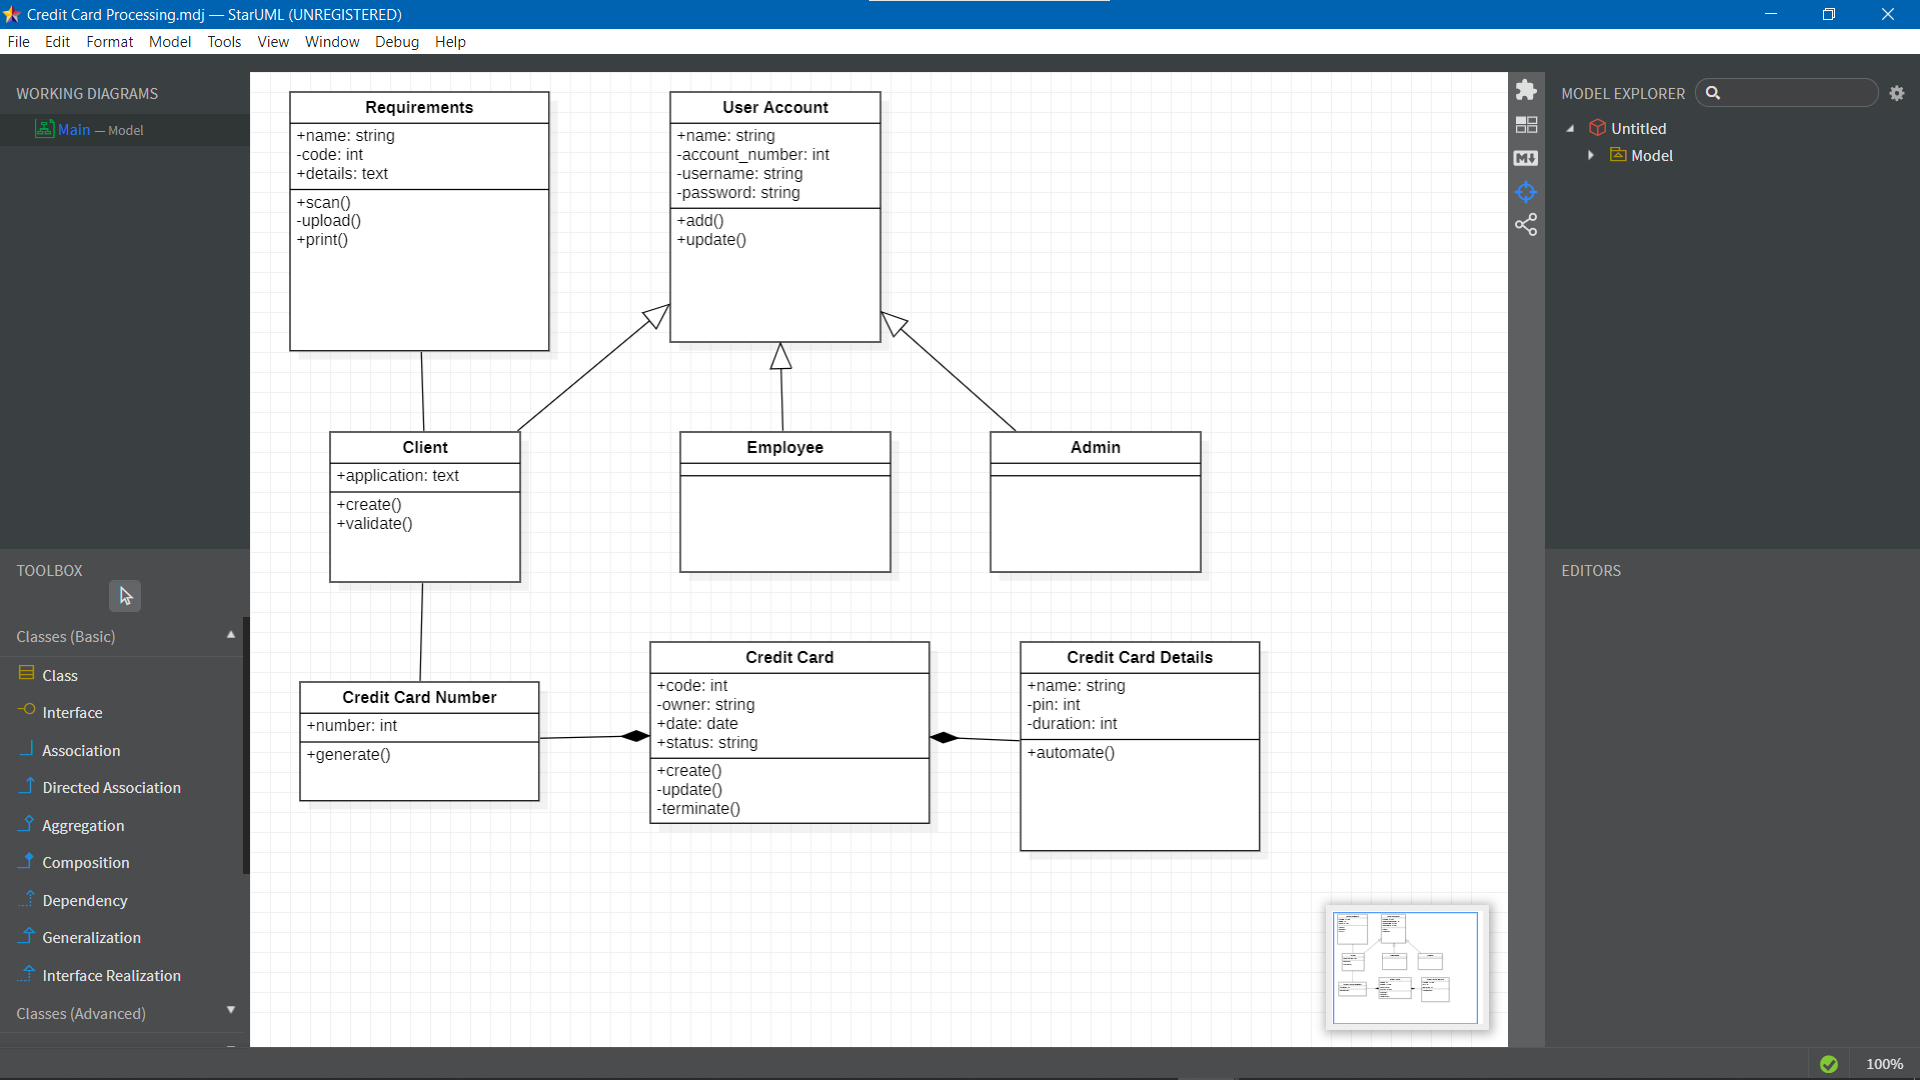 Credit Card Processing.mdj — StarUML (UNREGISTERED)
File Edit Format Model Tools View Window Debug Help
WORKING DIAGRAMS
Main — Model
TOOLBOX
Classes (Basic)
Class
Interface
Association
Directed Association
Aggregation
Composition
Dependency
Generalization
Interface Realization
Classes (Advanced)
Requirements
+name: string
-code: int
+details: text
+scan()
-upload()
+print()
User Account
+name: string
-account_number: int
-username: string
-password: string
+add()
+update()
Client
+application: text
+create()
+validate()
Employee
Admin
Credit Card Number
+number: int
+generate()
Credit Card
+code: int
-owner: string
+date: date
+status: string
+create()
-update()
-terminate()
Credit Card Details
+name: string
-pin: int
-duration: int
+automate()
MODEL EXPLORER
Untitled
Model
EDITORS
100%